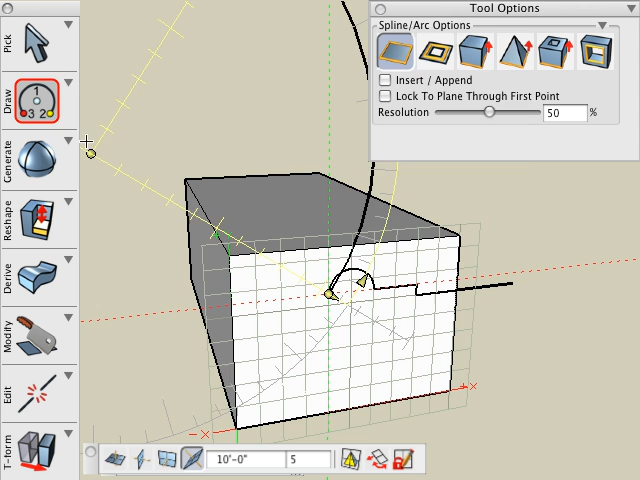 Pick
Draw
1
3 2
Generate
Reshape
Derive
Modify
Edit
T-form
Tool Options
Spline/Arc Options
Insert / Append
Lock To Plane Through First Point
Resolution 50 %
+X
-X
10'-0" 5